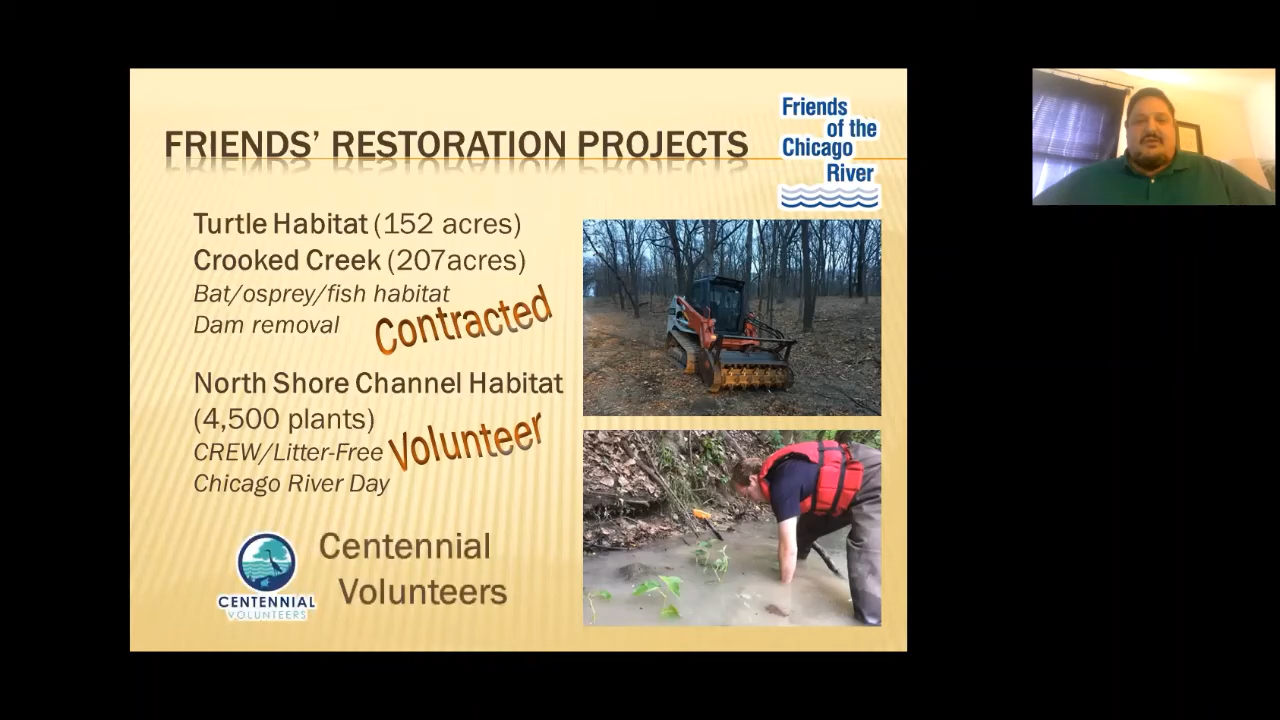 FRIENDS' RESTORATION PROJECTS
Friends
of the
Chicago
River
Turtle Habitat (152 acres)
Crooked Creek (207acres)
Bat/osprey/fish habitat
Dam removal
Contracted
North Shore Channel Habitat
(4,500 plants)
CREW/Litter-Free
Volunteer
Chicago River Day
Centennial
Volunteers
CENTENNIAL
VOLUNTEERS